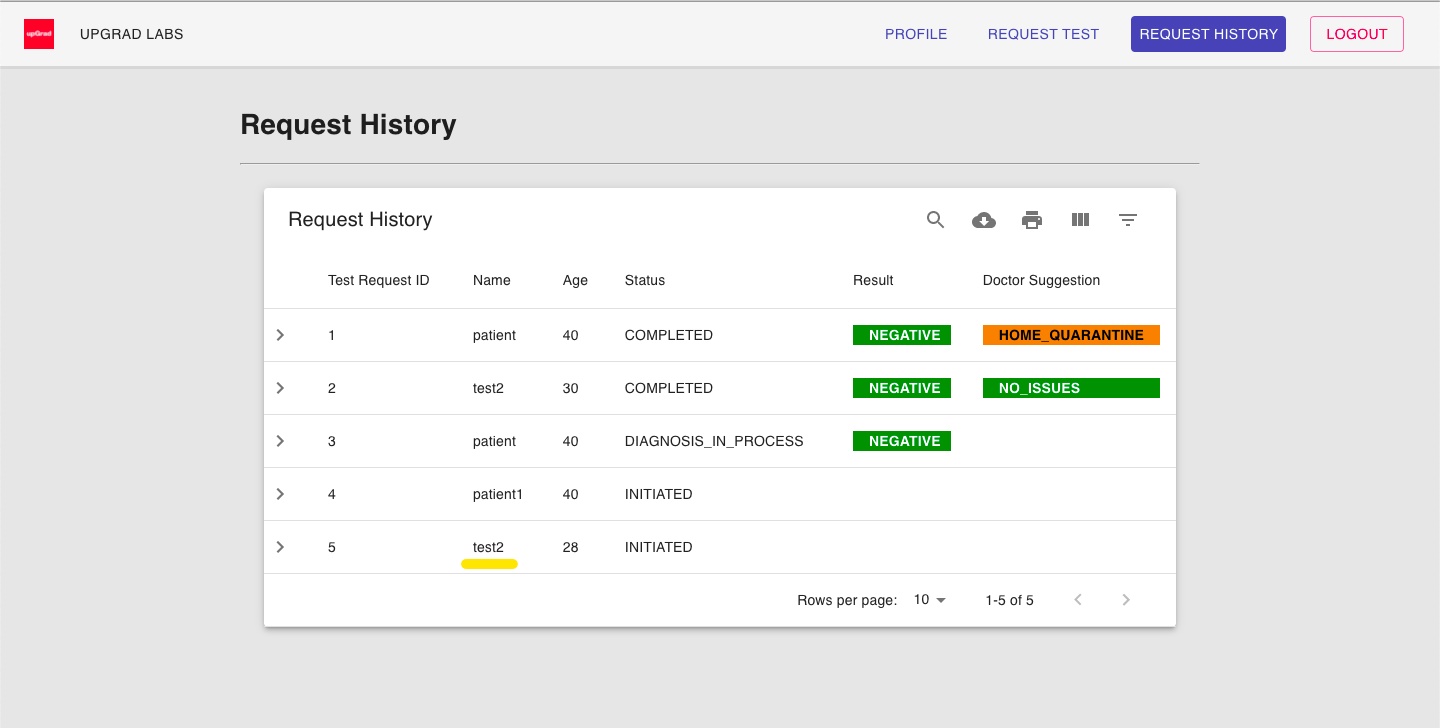 upGrad UPGRAD LABS PROFILE REQUEST TEST REQUEST HISTORY LOGOUT
Request History
Request History
Test Request ID Name Age Status Result Doctor Suggestion
1 patient 40 COMPLETED NEGATIVE HOME_QUARANTINE
2 test2 30 COMPLETED NEGATIVE NO_ISSUES
3 patient 40 DIAGNOSIS_IN_PROCESS NEGATIVE
4 patient1 40 INITIATED
5 test2 28 INITIATED
Rows per page: 10 1-5 of 5